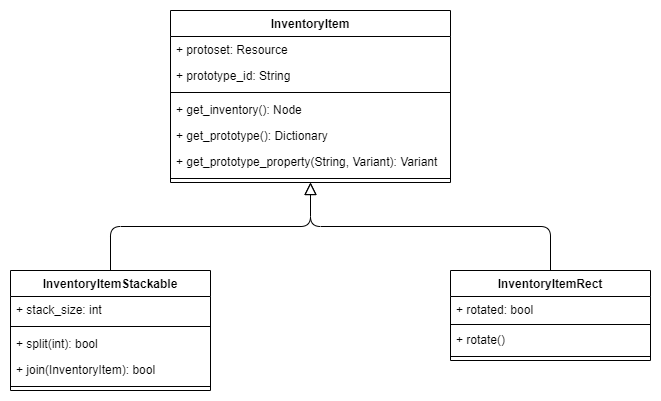 InventoryItem
+ protoset: Resource
+ prototype_id: String
+ get_inventory(): Node
+ get_prototype(): Dictionary
+ get_prototype_property(String, Variant): Variant
InventoryItemStackable
+ stack_size: int
+ split(int): bool
+ join(InventoryItem): bool
InventoryItemRect
+ rotated: bool
+ rotate()